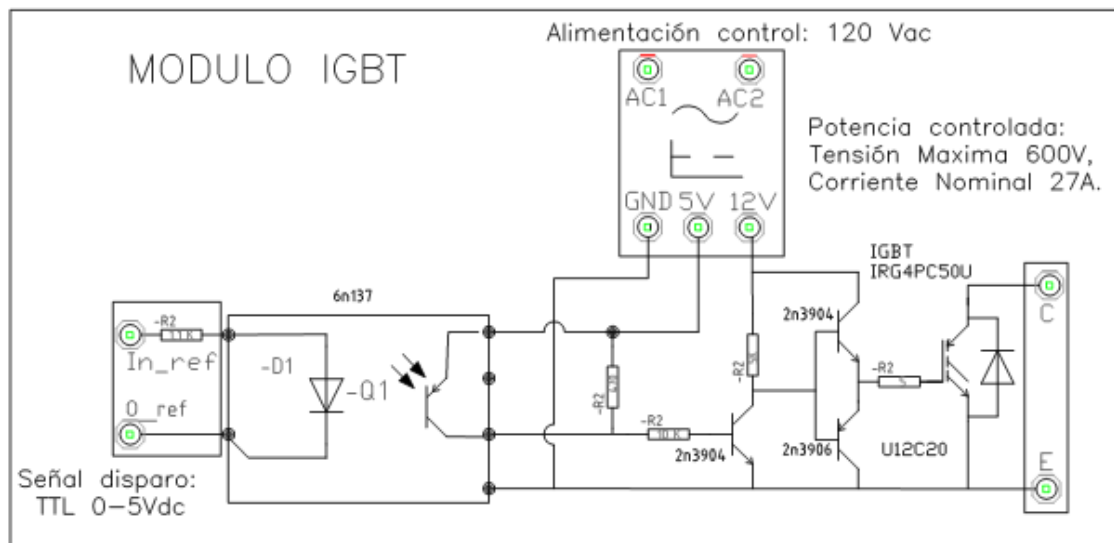 Alimentación control: 120 Vac
MODULO IGBT
AC1 AC2
Potencia controlada:
Tensión Maxima 600V,
Corriente Nominal 27A.
GND 5V 12V
IGBT
IRG4PC50U
6n137
2n3904
C
-R2
In_ref
-D1
-Q1
-R2
-R2
-R2
0_ref
-R2
10 K
2n3904
2n3906
U12C20
E
Señal disparo:
TTL 0-5Vdc